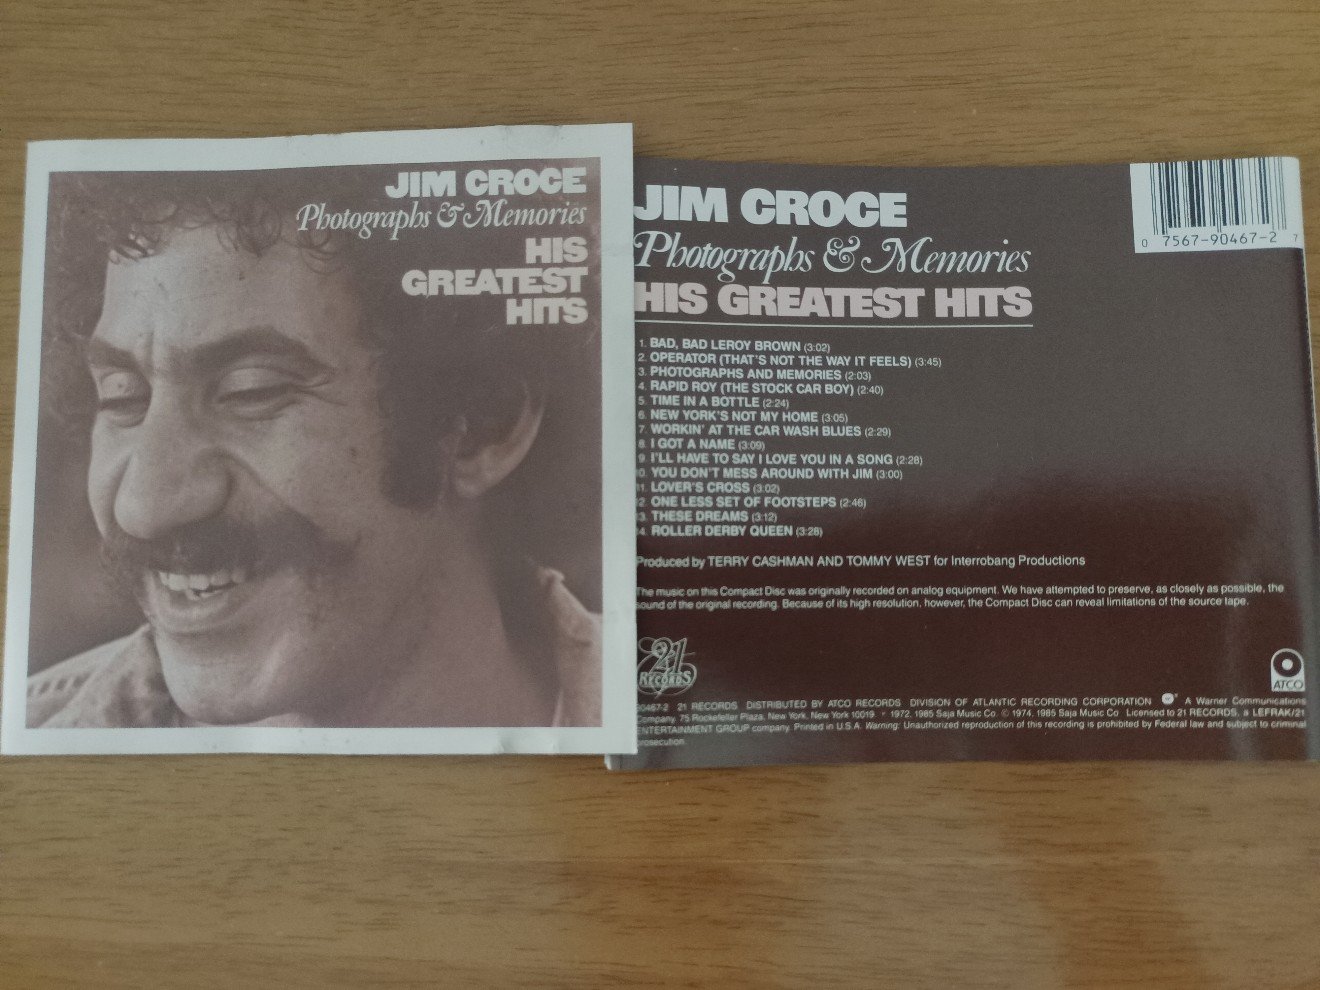 JIM CROCE
Photographs & Memories
HIS
GREATEST
HITS
JIM CROCE
Photographs & Memories
HIS GREATEST HITS
0 7567-90467-2 7
1. BAD, BAD LEROY BROWN (3:02)
2. OPERATOR (THAT'S NOT THE WAY IT FEELS) (3:45)
3. PHOTOGRAPHS AND MEMORIES (2:03)
4. RAPID ROY (THE STOCK CAR BOY) (2:40)
5. TIME IN A BOTTLE (2:24)
6. NEW YORK'S NOT MY HOME (3:05)
7. WORKIN' AT THE CAR WASH BLUES (2:29)
8. I GOT A NAME (3:09)
9. I'LL HAVE TO SAY I LOVE YOU IN A SONG (2:28)
0. YOU DON'T MESS AROUND WITH JIM (3:00)
1. LOVER'S CROSS (3:02)
2. ONE LESS SET OF FOOTSTEPS (2:46)
3. THESE DREAMS (3:12)
4. ROLLER DERBY QUEEN (3:28)
Produced by TERRY CASHMAN AND TOMMY WEST for Interrobang Productions
The music on this Compact Disc was originally recorded on analog equipment. We have attempted to preserve, as closely as possible, the
sound of the original recording. Because of its high resolution, however, the Compact Disc can reveal limitations of the source tape.
21
RECORDS
ATCO
90467-2 21 RECORDS DISTRIBUTED BY ATCO RECORDS DIVISION OF ATLANTIC RECORDING CORPORATION A Warner Communications
Company, 75 Rockefeller Plaza, New York, New York 10019. ℗ 1972, 1985 Saja Music Co. © 1974, 1985 Saja Music Co. Licensed to 21 RECORDS, a LEFRAK/21
ENTERTAINMENT GROUP company. Printed in U.S.A. Warning: Unauthorized reproduction of this recording is prohibited by Federal law and subject to criminal
prosecution.